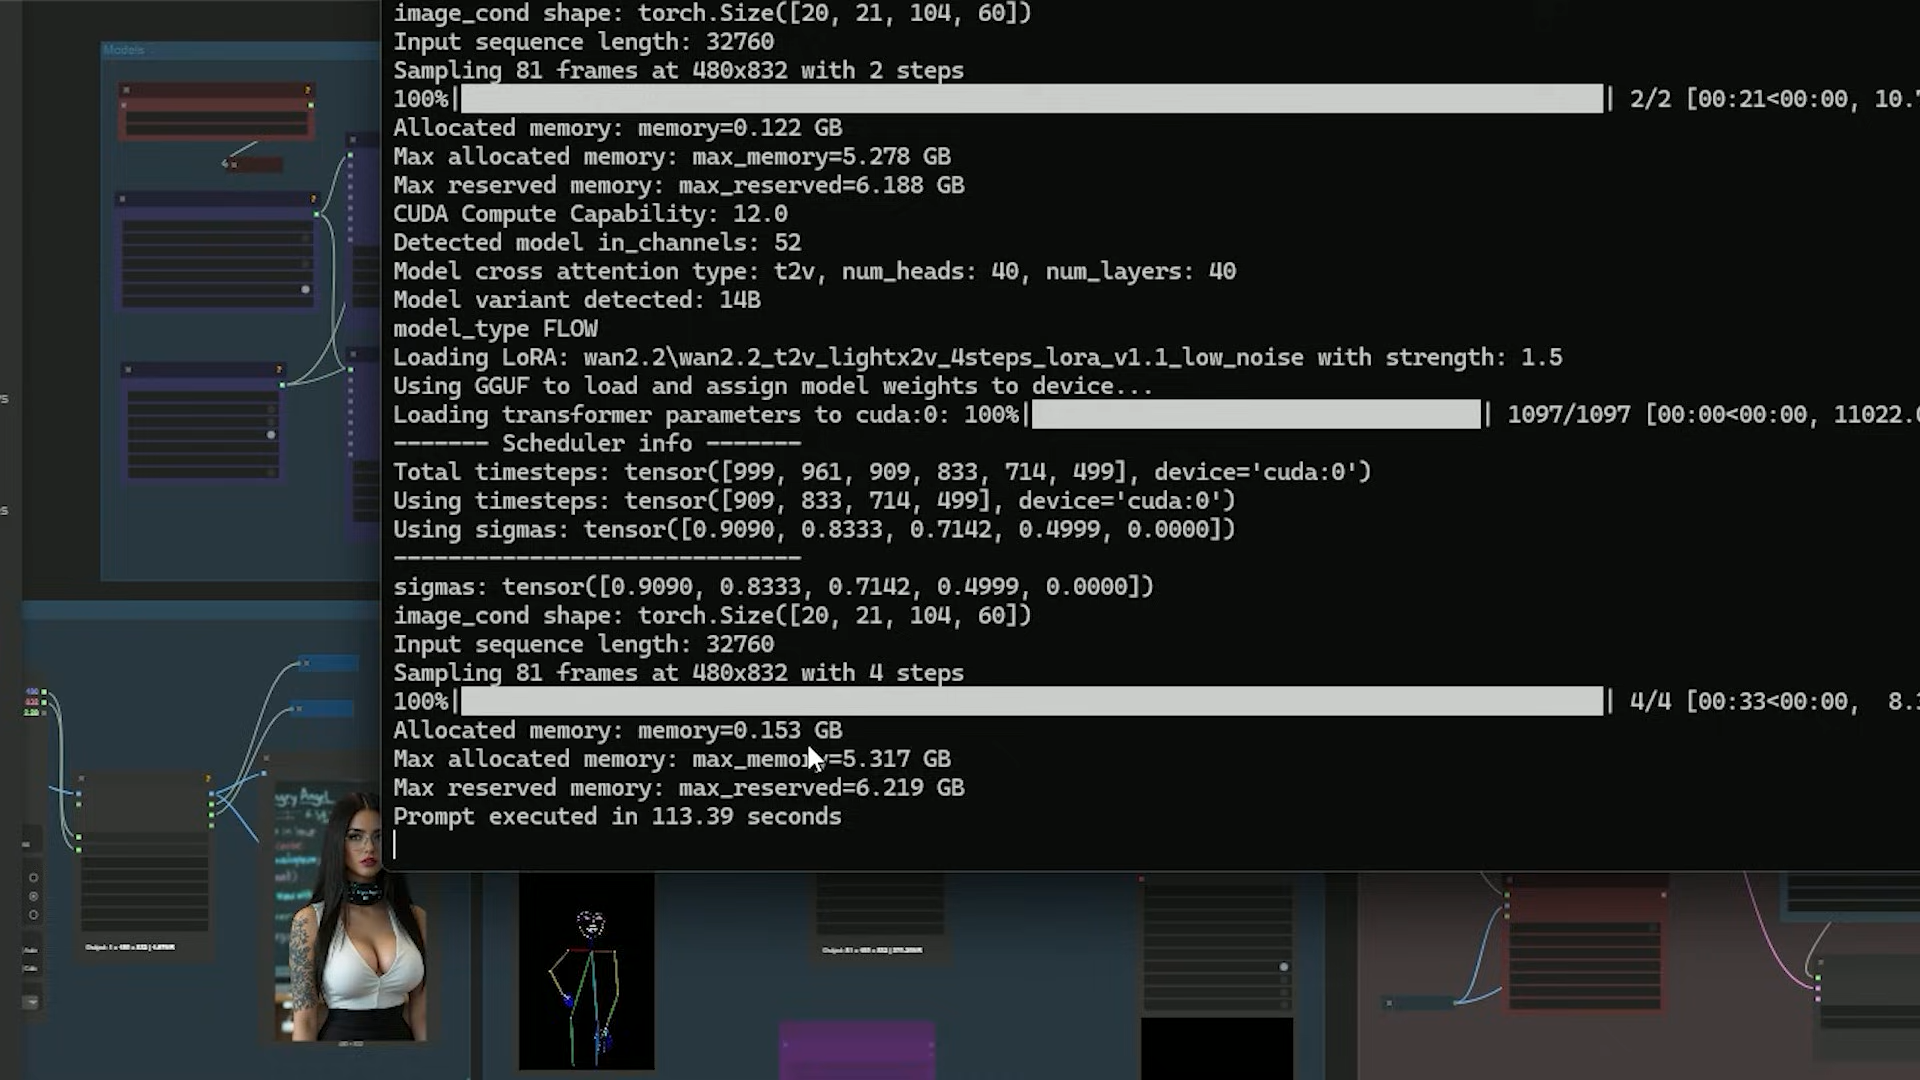 Models
image_cond shape: torch.Size([20, 21, 104, 60])
Input sequence length: 32760
Sampling 81 frames at 480x832 with 2 steps
100%| | 2/2 [00:21<00:00, 10.
Allocated memory: memory=0.122 GB
Max allocated memory: max_memory=5.278 GB
Max reserved memory: max_reserved=6.188 GB
CUDA Compute Capability: 12.0
Detected model in_channels: 52
Model cross attention type: t2v, num_heads: 40, num_layers: 40
Model variant detected: 14B
model_type FLOW
Loading LoRA: wan2.2\wan2.2_t2v_lightx2v_4steps_lora_v1.1_low_noise with strength: 1.5
Using GGUF to load and assign model weights to device...
Loading transformer parameters to cuda:0: 100%| | 1097/1097 [00:00<00:00, 11022.
------- Scheduler info -------
Total timesteps: tensor([999, 961, 909, 833, 714, 499], device='cuda:0')
Using timesteps: tensor([909, 833, 714, 499], device='cuda:0')
Using sigmas: tensor([0.9090, 0.8333, 0.7142, 0.4999, 0.0000])
------------------------------
sigmas: tensor([0.9090, 0.8333, 0.7142, 0.4999, 0.0000])
image_cond shape: torch.Size([20, 21, 104, 60])
Input sequence length: 32760
Sampling 81 frames at 480x832 with 4 steps
100%| | 4/4 [00:33<00:00, 8.
Allocated memory: memory=0.153 GB
Max allocated memory: max_memory=5.317 GB
Max reserved memory: max_reserved=6.219 GB
Prompt executed in 113.39 seconds